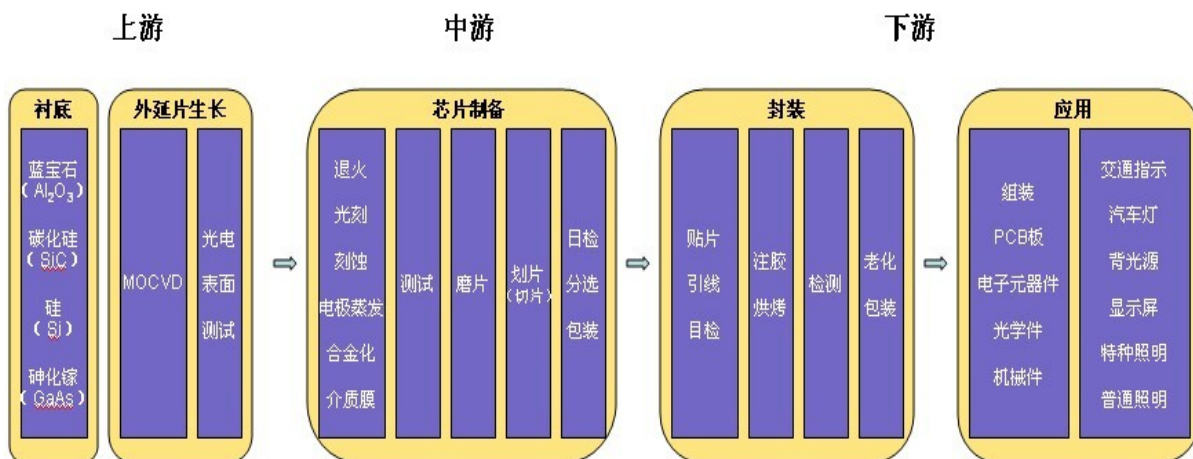 上游
中游
下游
衬底
蓝宝石
(Al₂O₃)
碳化硅
(SiC)
硅
(Si)
砷化镓
(GaAs)
外延片生长
MOCVD
光电
表面
测试
芯片制备
退火
光刻
刻蚀
电极蒸发
合金化
介质膜
测试
磨片
划片
(切片)
日检
分选
包装
封装
贴片
引线
目检
注胶
烘烤
检测
老化
包装
应用
组装
PCB板
电子元器件
光学件
机械件
交通指示
汽车灯
背光源
显示屏
特种照明
普通照明